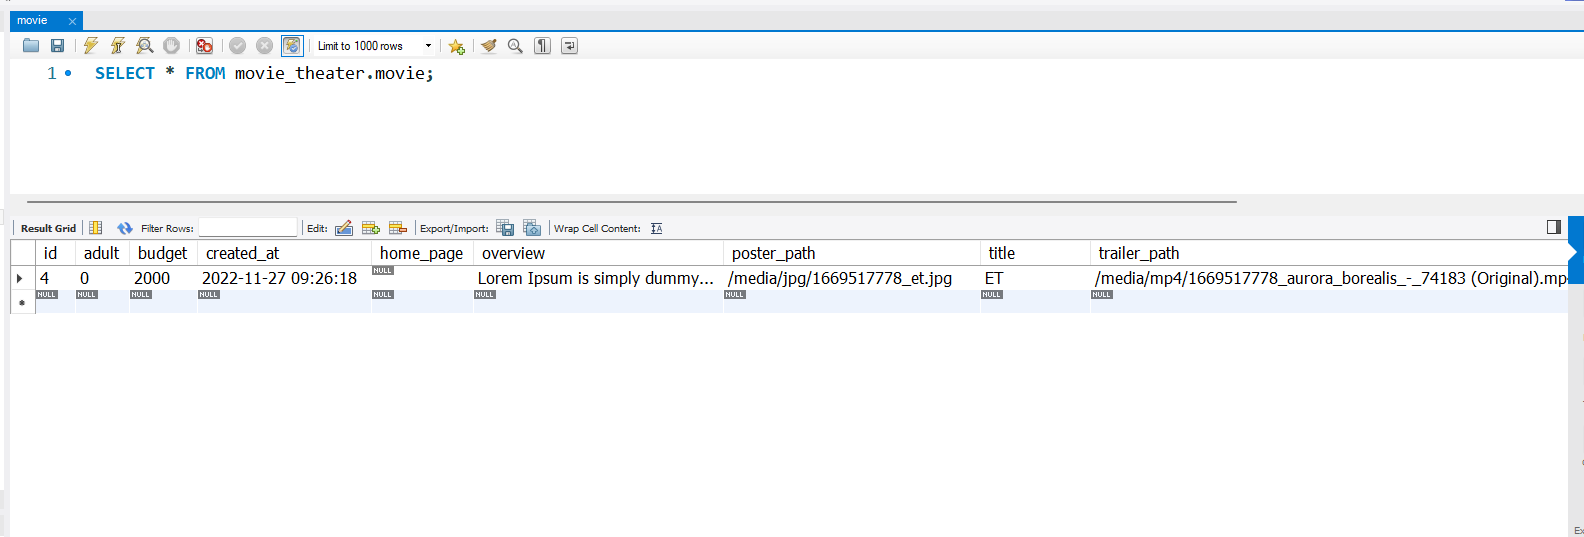 movie
Limit to 1000 rows
1 SELECT * FROM movie_theater.movie;
Result Grid Filter Rows: Edit: Export/Import: Wrap Cell Content:
id adult budget created_at home_page overview poster_path title trailer_path
4 0 2000 2022-11-27 09:26:18 NULL Lorem Ipsum is simply dummy... /media/jpg/1669517778_et.jpg ET /media/mp4/1669517778_aurora_borealis_-_74183 (Original).mp
* NULL NULL NULL NULL NULL NULL NULL NULL NULL
Ex